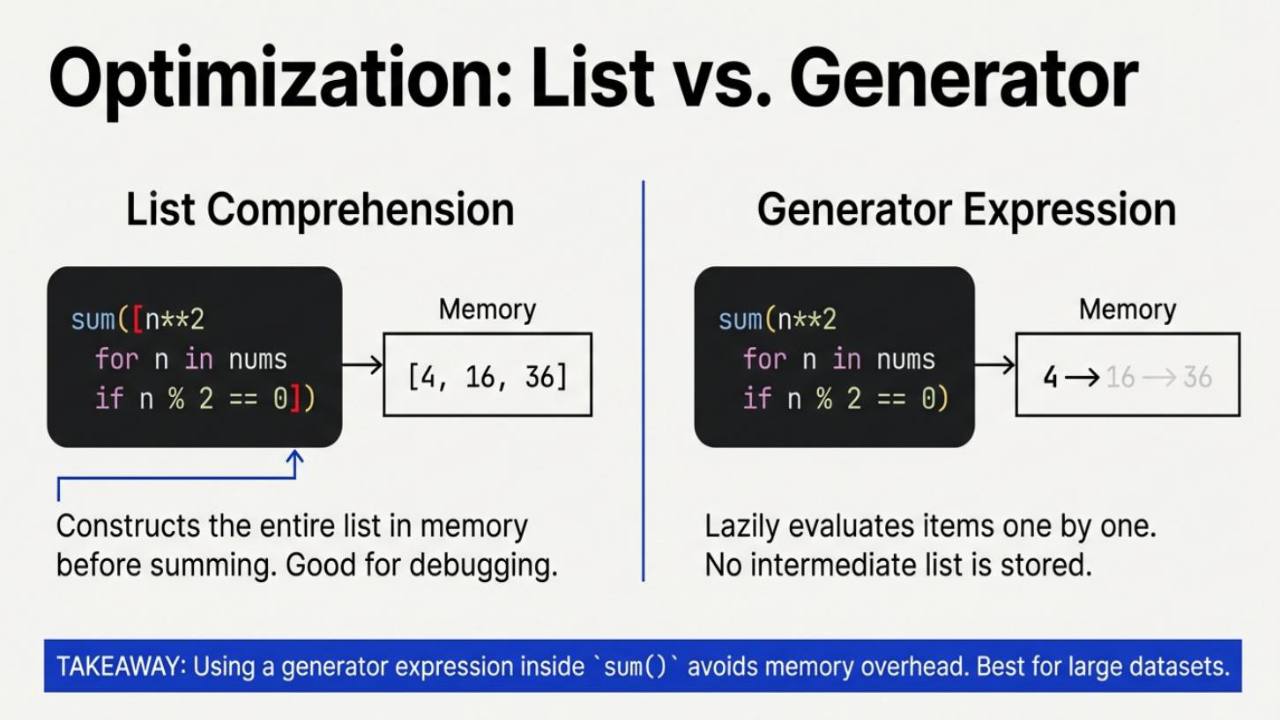 Optimization: List vs. Generator
List Comprehension
sum([n**2
for n in nums
if n % 2 == 0])
Memory
[4, 16, 36]
Constructs the entire list in memory
before summing. Good for debugging.
Generator Expression
sum(n**2
for n in nums
if n % 2 == 0)
Memory
4 → 16 → 36
Lazily evaluates items one by one.
No intermediate list is stored.
TAKEAWAY: Using a generator expression inside `sum()` avoids memory overhead. Best for large datasets.